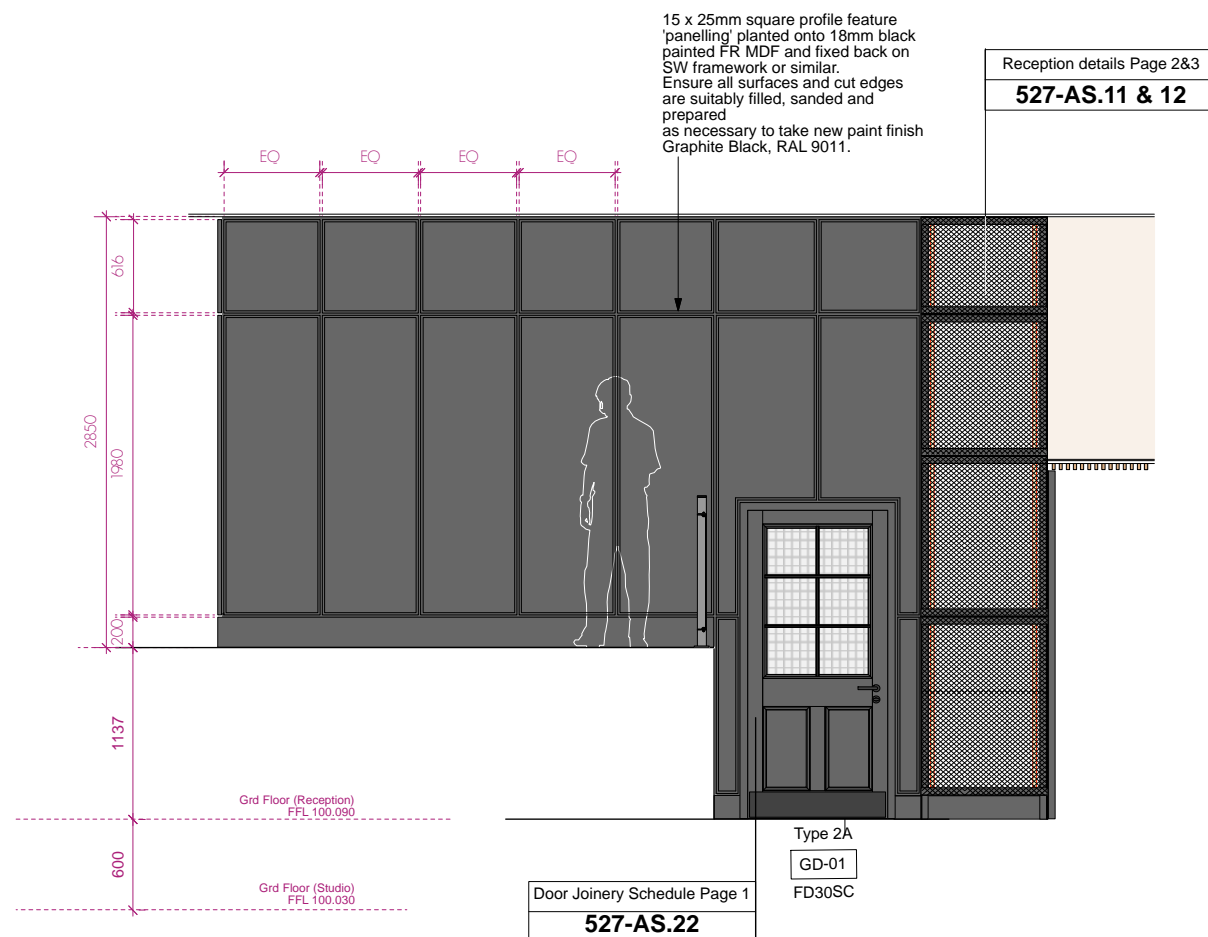 15 x 25mm square profile feature
'panelling' planted onto 18mm black
painted FR MDF and fixed back on
SW framework or similar.
Ensure all surfaces and cut edges
are suitably filled, sanded and
prepared
as necessary to take new paint finish
Graphite Black, RAL 9011.
Reception details Page 2&3
527-AS.11 & 12
EQ EQ EQ EQ
616
2850
1980
200
1137
Grd Floor (Reception)
FFL 100.090
600
Grd Floor (Studio)
FFL 100.030
Type 2A
GD-01
FD30SC
Door Joinery Schedule Page 1
527-AS.22